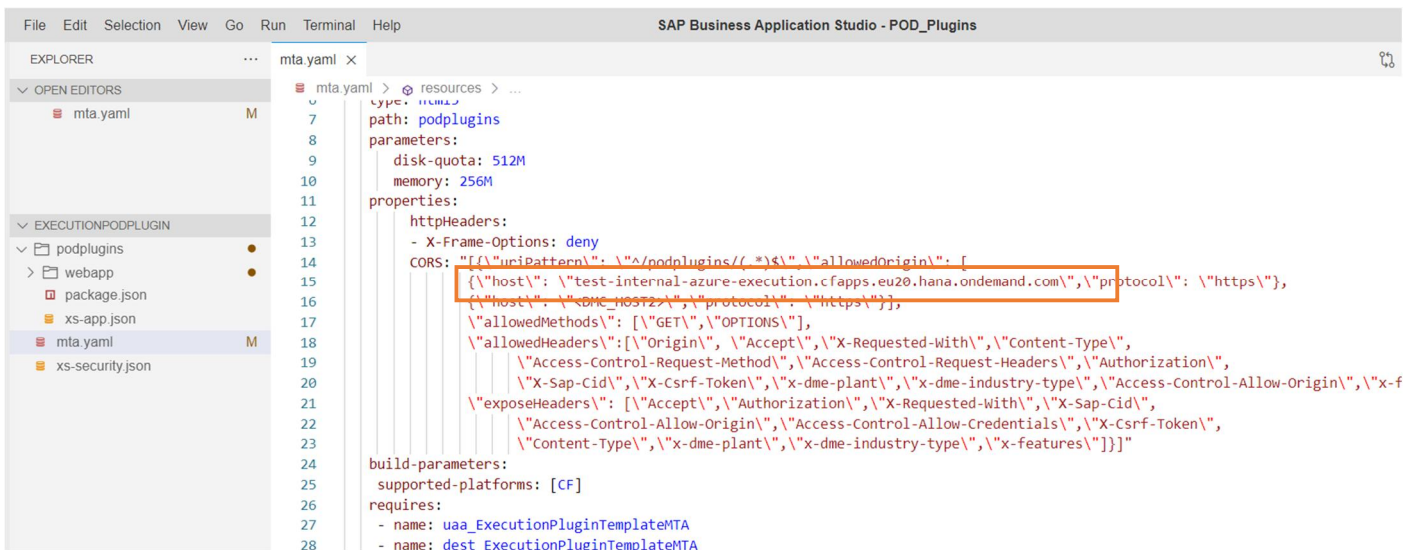 File Edit Selection View Go Run Terminal Help SAP Business Application Studio - POD_Plugins
EXPLORER ...
OPEN EDITORS
mta.yaml M
EXECUTIONPODPLUGIN
podplugins
webapp
package.json
xs-app.json
mta.yaml M
xs-security.json
mta.yaml ×
mta.yaml > resources > ...
6 type: html5
7 path: podplugins
8 parameters:
9 disk-quota: 512M
10 memory: 256M
11 properties:
12 httpHeaders:
13 - X-Frame-Options: deny
14 CORS: "[{\"uriPattern\": \"^/podplugins/(.*)$\",\"allowedOrigin\": [
15 {\"host\": \"test-internal-azure-execution.cfapps.eu20.hana.ondemand.com\",\"protocol\": \"https\"},
16 {\"host\": \"<DMC_HOST2>\",\"protocol\": \"https\"}],
17 \"allowedMethods\": [\"GET\",\"OPTIONS\"],
18 \"allowedHeaders\":[\"Origin\", \"Accept\",\"X-Requested-With\",\"Content-Type\",
19 \"Access-Control-Request-Method\",\"Access-Control-Request-Headers\",\"Authorization\",
20 \"X-Sap-Cid\",\"X-Csrf-Token\",\"x-dme-plant\",\"x-dme-industry-type\",\"Access-Control-Allow-Origin\",\"x-f
21 \"exposeHeaders\": [\"Accept\",\"Authorization\",\"X-Requested-With\",\"X-Sap-Cid\",
22 \"Access-Control-Allow-Origin\",\"Access-Control-Allow-Credentials\",\"X-Csrf-Token\",
23 \"Content-Type\",\"x-dme-plant\",\"x-dme-industry-type\",\"x-features\"]}]"
24 build-parameters:
25 supported-platforms: [CF]
26 requires:
27 - name: uaa_ExecutionPluginTemplateMTA
28 - name: dest_ExecutionPluginTemplateMTA